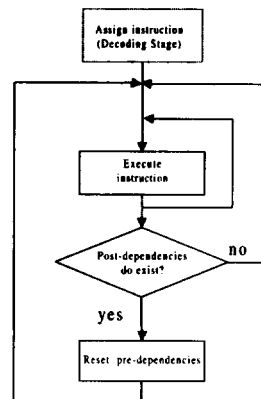 Assign instruction
(Decoding Stage)
Execute
instruction
Post-dependencies
do exist?
no
yes
Reset pre-dependencies